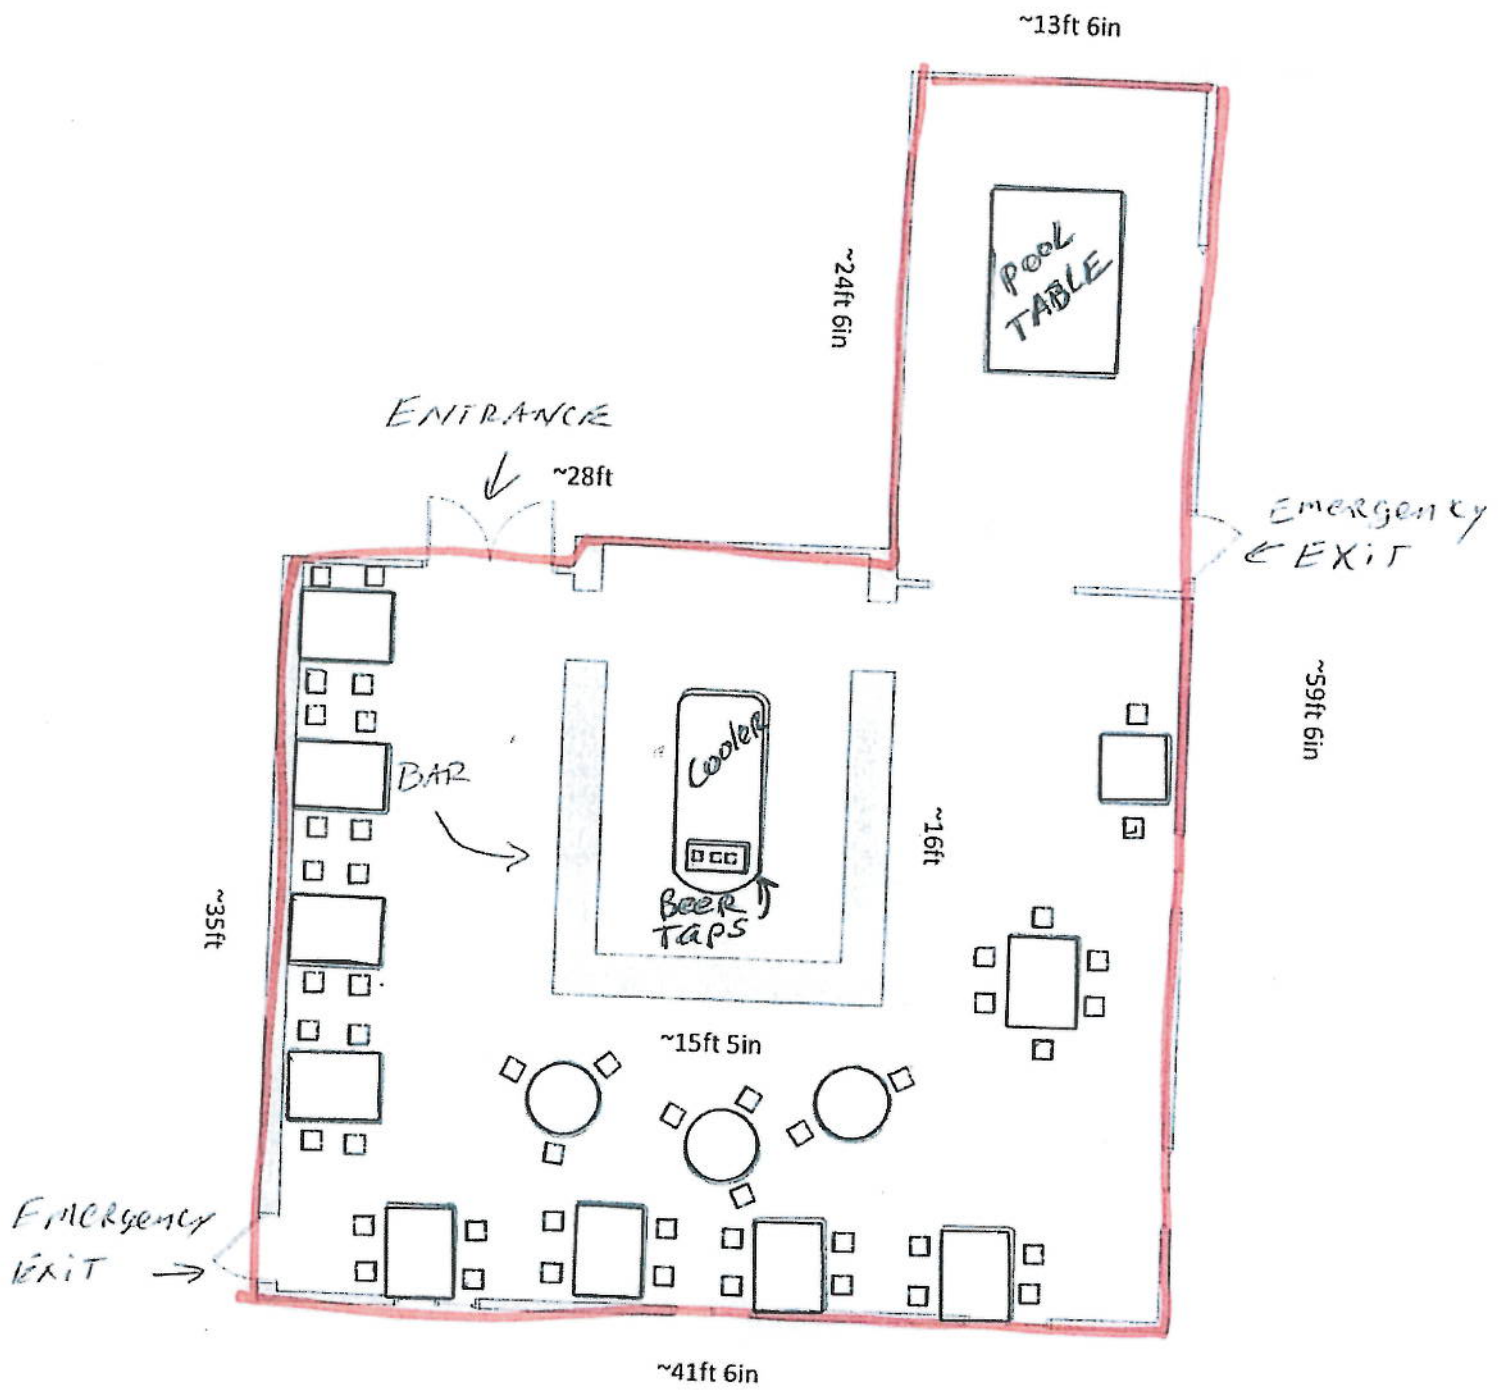 ~13ft 6in
POOL
TABLE
~24ft 6in
ENTRANCE
~28ft
EMERgENCy
EXIT
~59ft 6in
Cooler
BAR
~16ft
BeeR
Taps
~35ft
~15ft 5in
EMERgency
EXIT
~41ft 6in